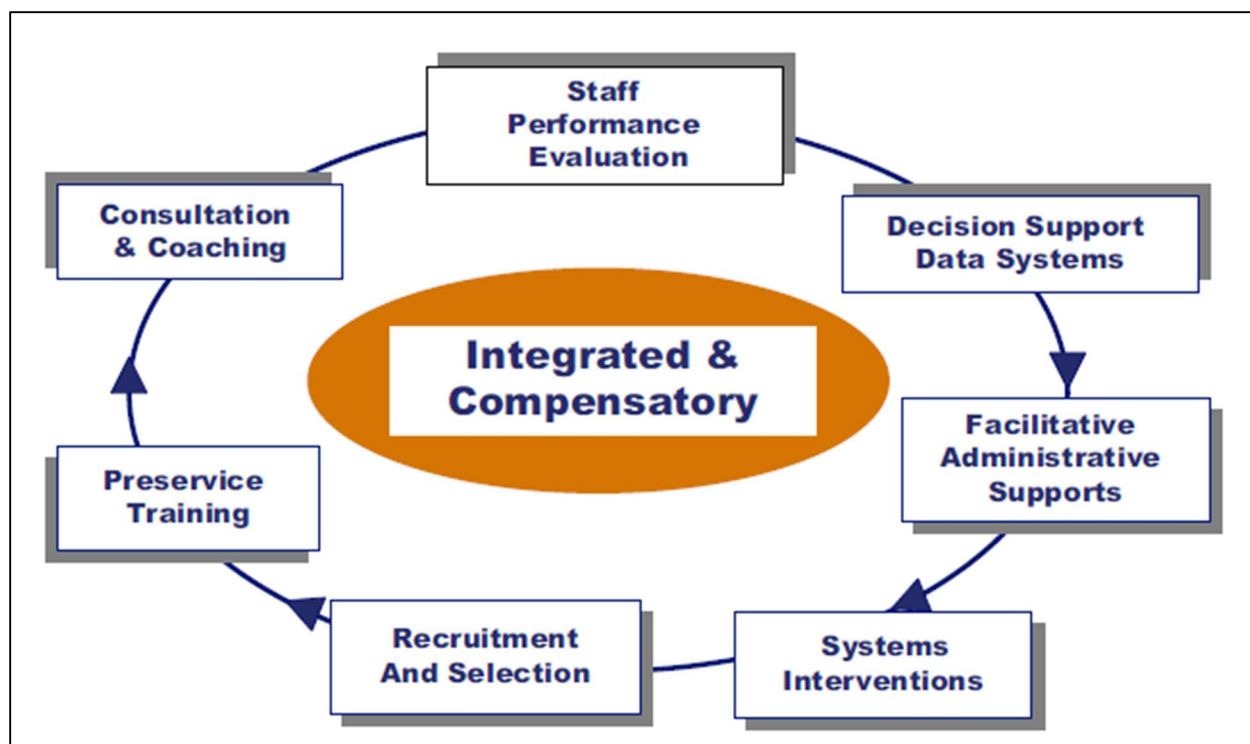 Staff
Performance
Evaluation
Consultation
& Coaching
Decision Support
Data Systems
Integrated &
Compensatory
Facilitative
Administrative
Supports
Preservice
Training
Recruitment
And Selection
Systems
Interventions